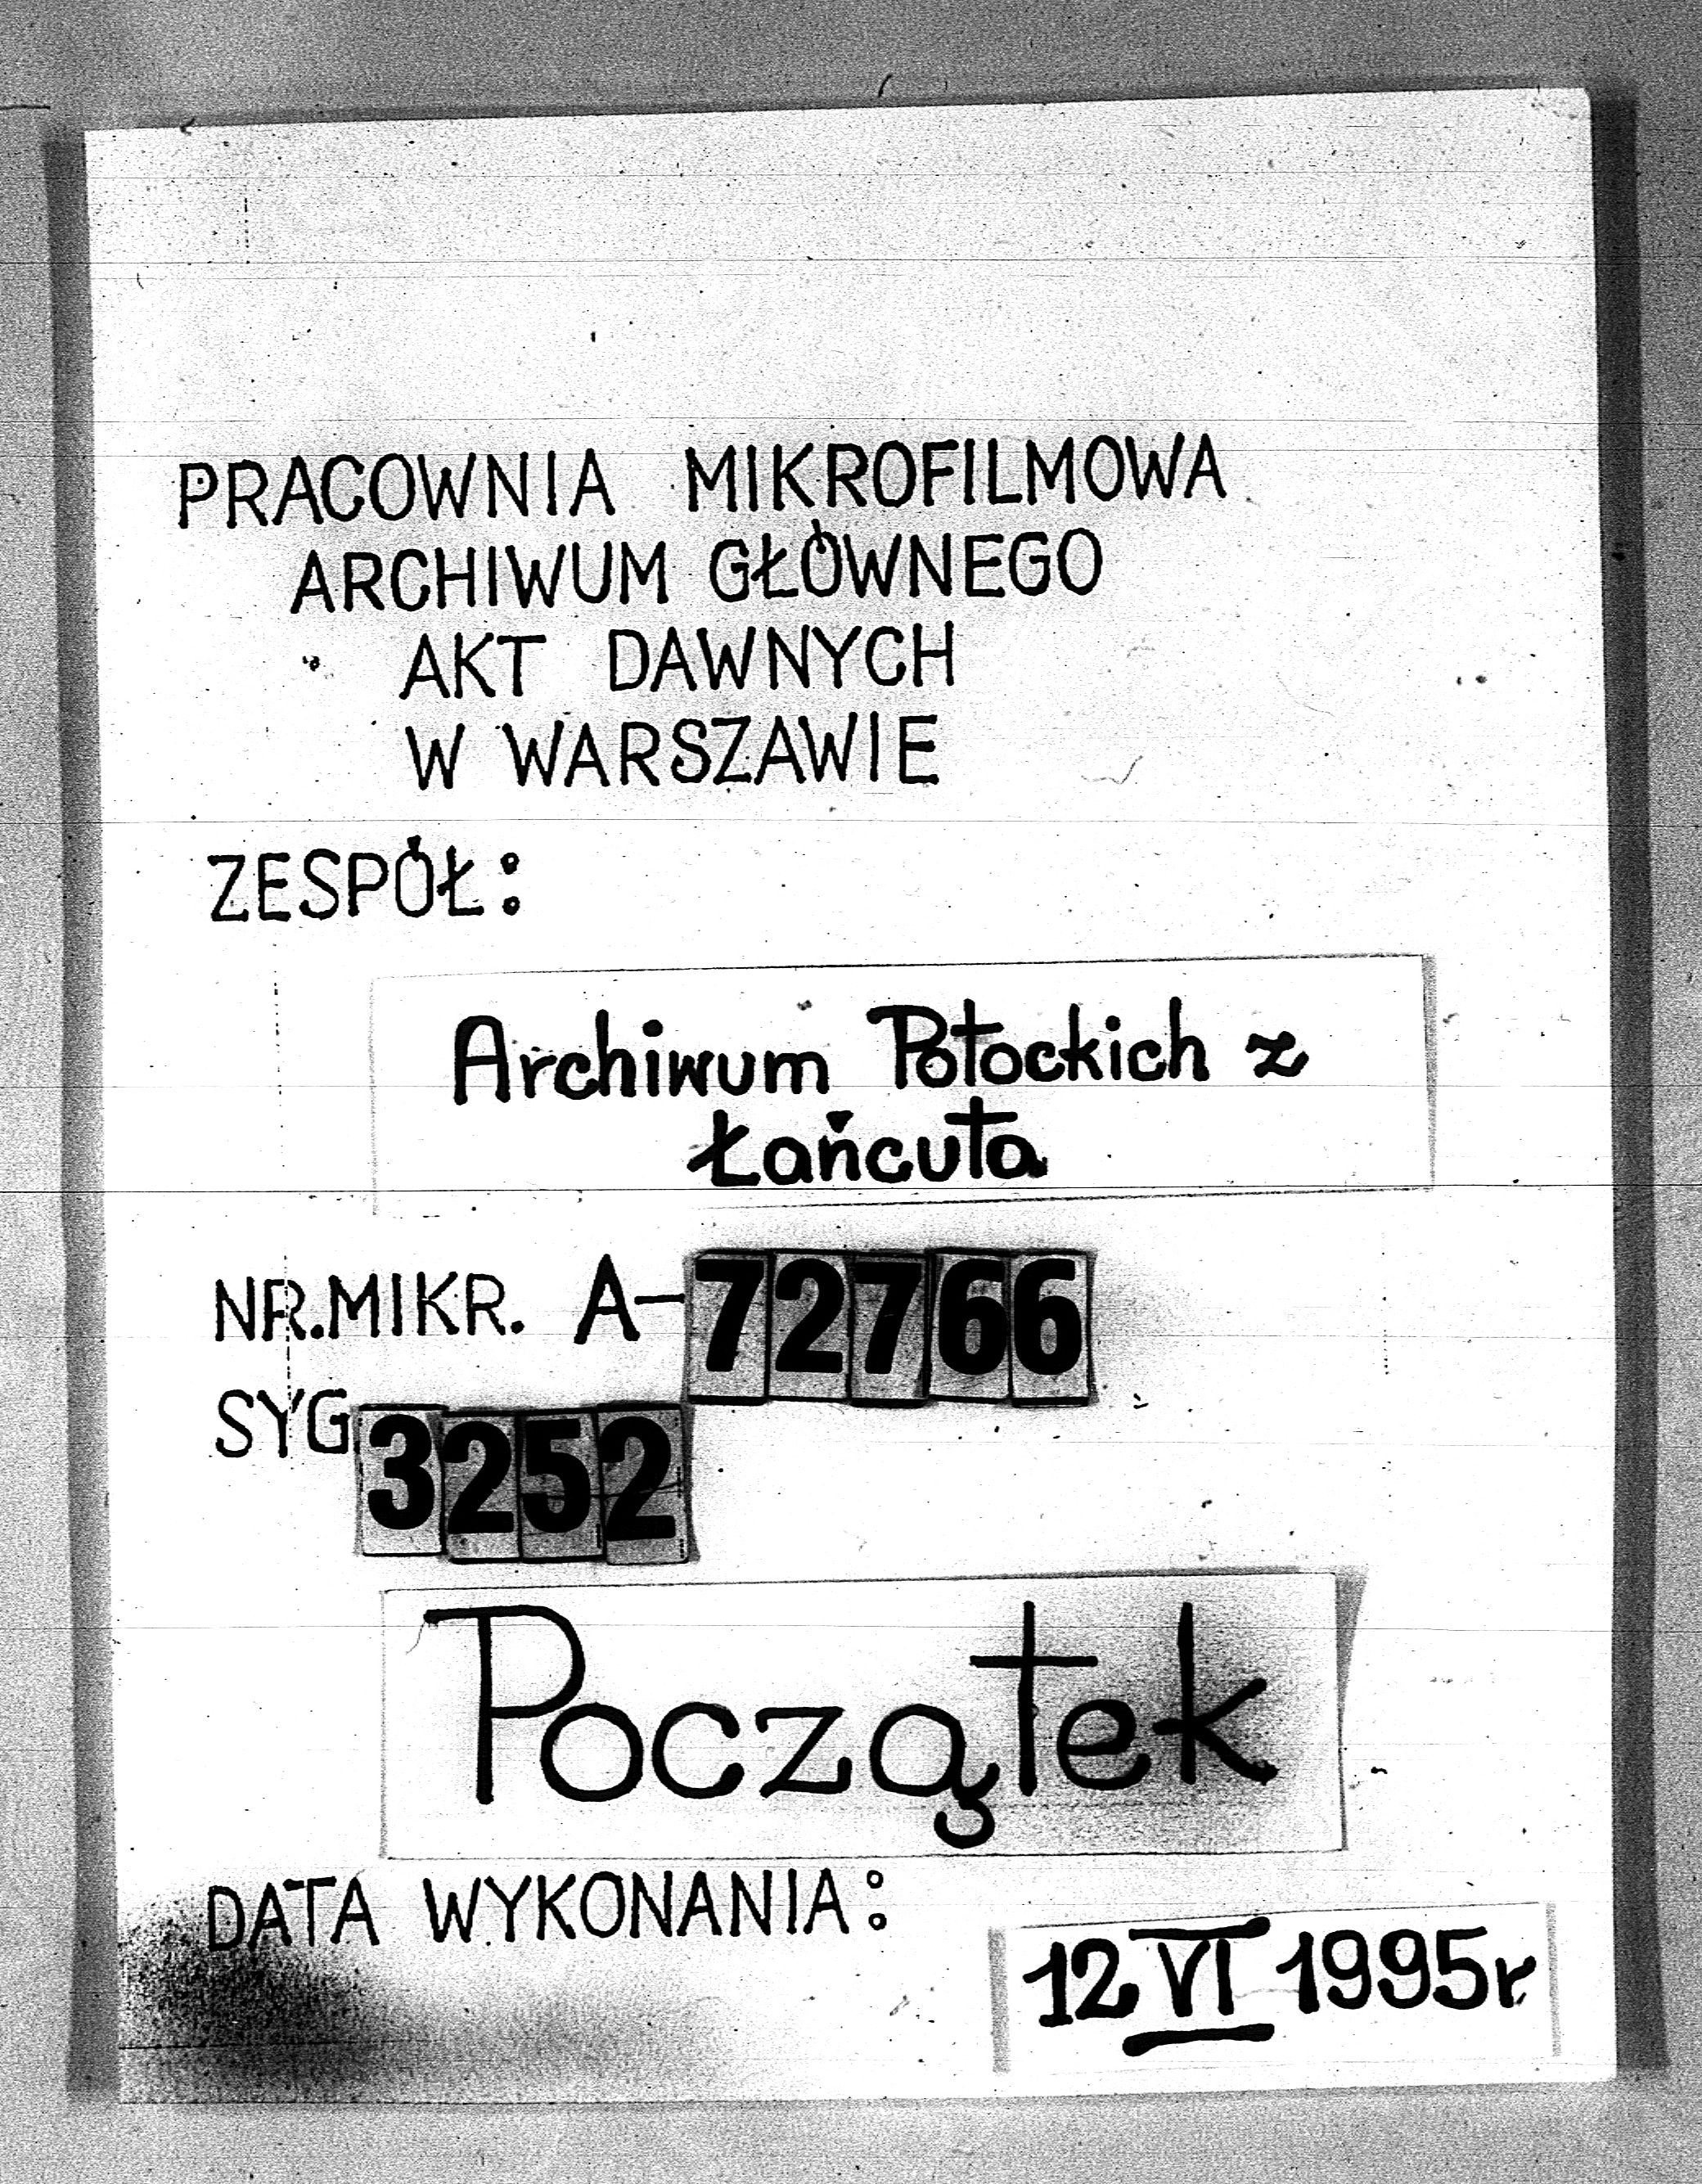 PRACOWNIA MIKROFILMOWA
ARCHIWUM GŁÓWNEGO
AKT DAWNYCH
W WARSZAWIE
ZESPÓŁ:
Archiwum Potockich z
Łańcuta
NR.MIKR. A-72766
SYG 3252
Początek
DATA WYKONANIA:
12 VI 1995r